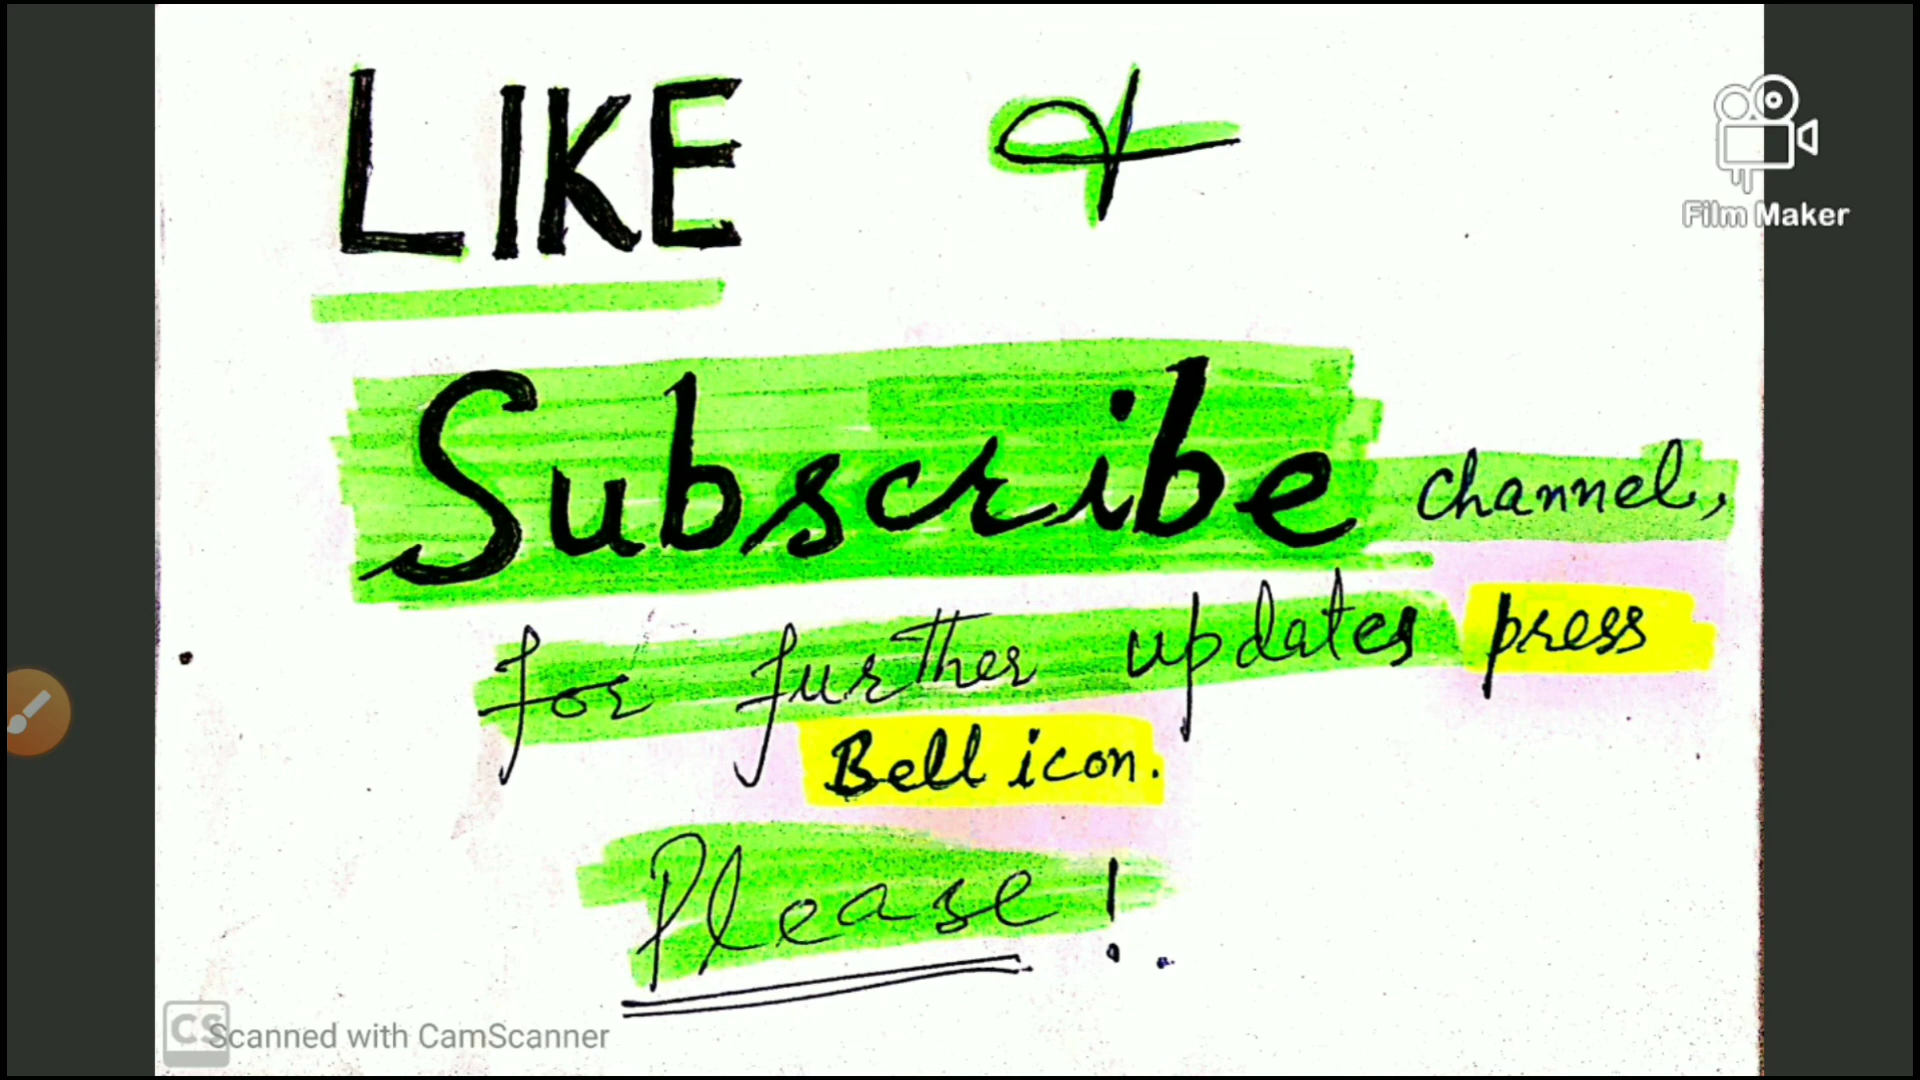 LIKE &
Film Maker
Subscribe channel,
for further updates press
Bell icon.
Please!
CS Scanned with CamScanner